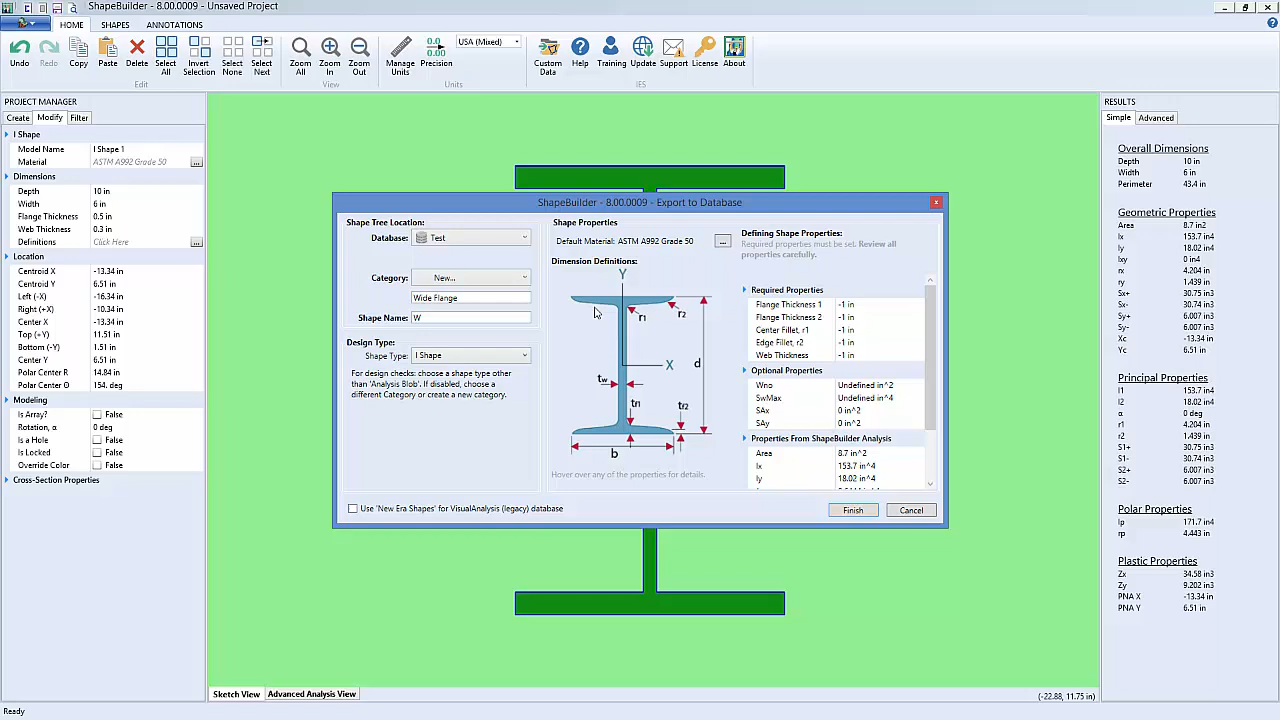 ShapeBuilder - 8.00.0009 - Unsaved Project
HOME SHAPES ANNOTATIONS
Undo Redo Copy Paste Delete Select All Invert Selection Select None Select Next
Zoom All Zoom In Zoom Out
Manage Units Precision USA (Mixed)
Custom Data Help Training Update Support License About
Edit View Units IES
PROJECT MANAGER
Create Modify Filter
I Shape
Model Name I Shape 1
Material ASTM A992 Grade 50 ...
Dimensions
Depth 10 in
Width 6 in
Flange Thickness 0.5 in
Web Thickness 0.3 in
Definitions Click Here ...
Location
Centroid X -13.34 in
Centroid Y 6.51 in
Left (-X) -16.34 in
Right (+X) -10.34 in
Center X -13.34 in
Top (+Y) 11.51 in
Bottom (-Y) 1.51 in
Center Y 6.51 in
Polar Center R 14.84 in
Polar Center Θ 154. deg
Modeling
Is Array? False
Rotation, α 0 deg
Is a Hole False
Is Locked False
Override Color False
Cross-Section Properties
ShapeBuilder - 8.00.0009 - Export to Database
Shape Tree Location:
Database: Test
Category: New...
Wide Flange
Shape Name: W
Design Type:
Shape Type: I Shape
For design checks: choose a shape type other
than 'Analysis Blob'. If disabled, choose a
different Category or create a new category.
Shape Properties
Default Material: ASTM A992 Grade 50 ...
Dimension Definitions:
Y
r1
r2
X
d
tw
tf1
tf2
b
Hover over any of the properties for details.
Defining Shape Properties:
Required properties must be set. Review all
properties carefully.
Required Properties
Flange Thickness 1 -1 in
Flange Thickness 2 -1 in
Center Fillet, r1 -1 in
Edge Fillet, r2 -1 in
Web Thickness -1 in
Optional Properties
Wno Undefined in^2
SwMax Undefined in^4
SAx 0 in^2
SAy 0 in^2
Properties From ShapeBuilder Analysis
Area 8.7 in^2
Ix 153.7 in^4
Iy 18.02 in^4
Use 'New Era Shapes' for VisualAnalysis (legacy) database
Finish Cancel
RESULTS
Simple Advanced
Overall Dimensions
Depth 10 in
Width 6 in
Perimeter 43.4 in
Geometric Properties
Area 8.7 in2
Ix 153.7 in4
Iy 18.02 in4
Ixy 0 in4
rx 4.204 in
ry 1.439 in
Sx+ 30.74 in3
Sx- 30.74 in3
Sy+ 6.007 in3
Sy- 6.007 in3
Xc -13.34 in
Yc 6.51 in
Principal Properties
I1 153.7 in4
I2 18.02 in4
α 0 deg
r1 4.204 in
r2 1.439 in
S1+ 30.75 in3
S1- 30.74 in3
S2+ 6.007 in3
S2- 6.007 in3
Polar Properties
Ip 171.7 in4
rp 4.443 in
Plastic Properties
Zx 34.58 in3
Zy 9.202 in3
PNA X -13.34 in
PNA Y 6.51 in
Sketch View Advanced Analysis View
(-22.88, 11.75 in)
Ready